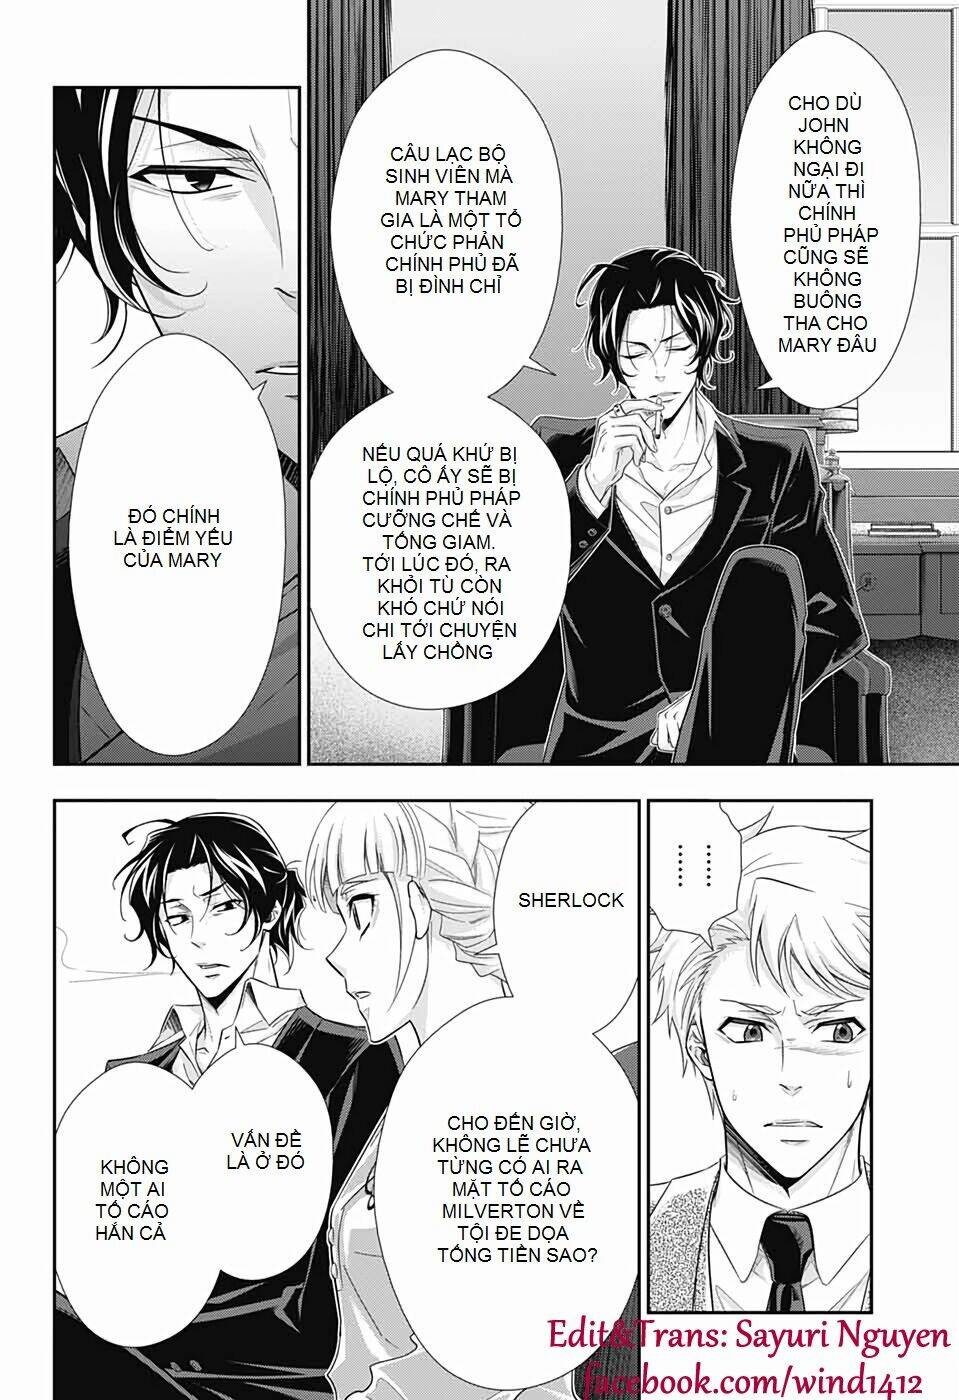 CHO DÙ
JOHN
KHÔNG
NGẠI ĐI
NỮA THÌ
CHÍNH
PHỦ PHÁP
CŨNG SẼ
KHÔNG
BUÔNG
THA CHO
MARY ĐÂU
CÂU LẠC BỘ
SINH VIÊN MÀ
MARY THAM
GIA LÀ MỘT TỔ
CHỨC PHẢN
CHÍNH PHỦ ĐÃ
BỊ ĐÌNH CHỈ
NẾU QUÁ KHỨ BỊ
LỘ, CÔ ẤY SẼ BỊ
CHÍNH PHỦ PHÁP
CƯỠNG CHẾ VÀ
TỐNG GIAM.
TỚI LÚC ĐÓ, RA
KHỎI TÙ CÒN
KHÓ CHỨ NÓI
CHI TỚI CHUYỆN
LẤY CHỒNG
ĐÓ CHÍNH
LÀ ĐIỂM YẾU
CỦA MARY
......
SHERLOCK
CHO ĐẾN GIỜ,
KHÔNG LẼ CHƯA
TỪNG CÓ AI RA
MẶT TỐ CÁO
MILVERTON VỀ
TỘI ĐE DỌA
TỐNG TIỀN SAO?
VẤN ĐỀ
LÀ Ở ĐÓ
KHÔNG
MỘT AI
TỐ CÁO
HẮN CẢ
Edit&Trans: Sayuri Nguyen
facebook.com/wind1412